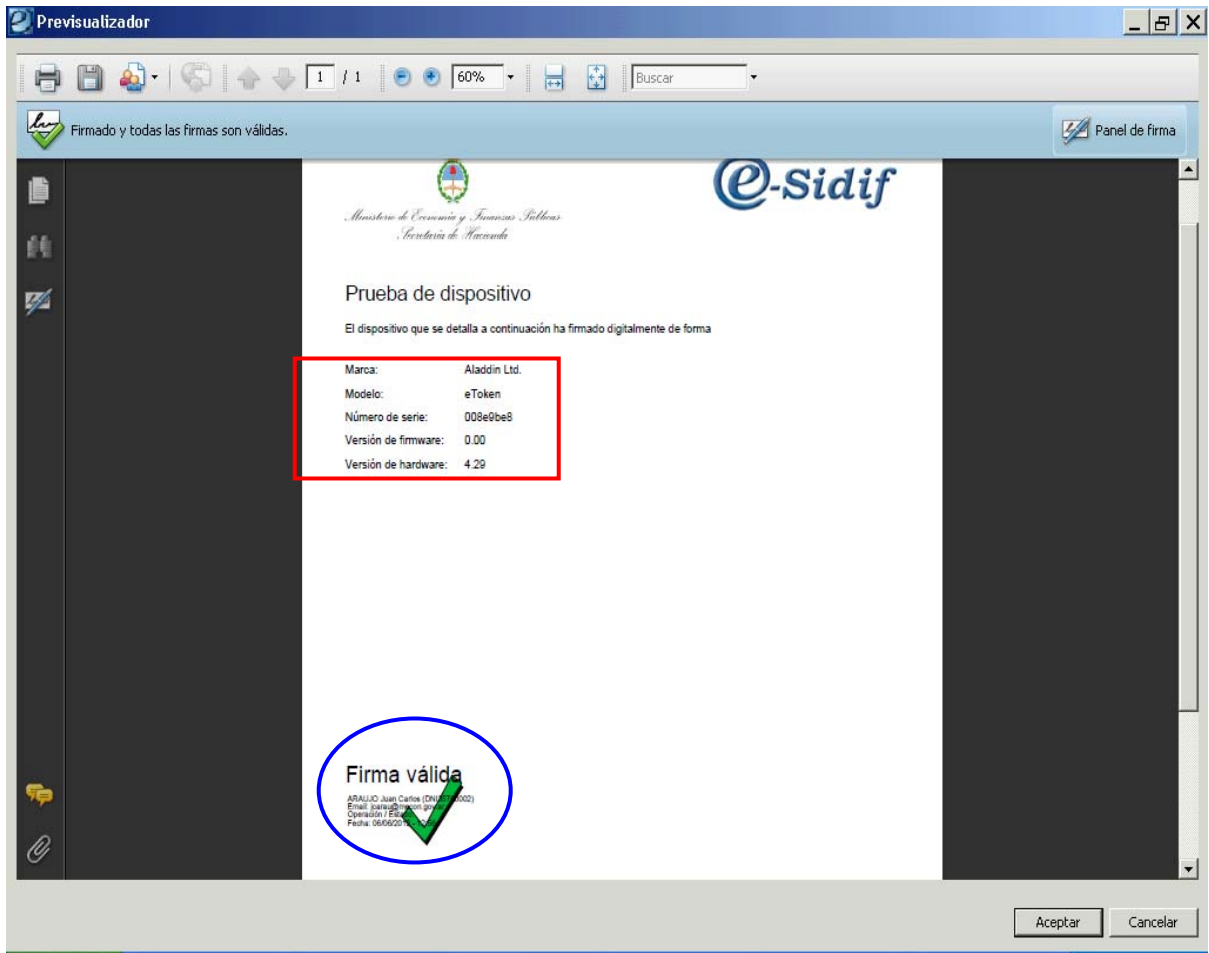 Previsualizador
1 / 1 60% Buscar
Firmado y todas las firmas son válidas. Panel de firma
e-Sidif
Ministerio de Economía y Finanzas Públicas
Secretaría de Hacienda
Prueba de dispositivo
El dispositivo que se detalla a continuación ha firmado digitalmente de forma
Marca: Aladdin Ltd.
Modelo: eToken
Número de serie: 008e9be8
Versión de firmware: 0.00
Versión de hardware: 4.29
Firma válida
ARAUJO Juan Carlos
Email:
Operación /
Fecha:
Aceptar Cancelar